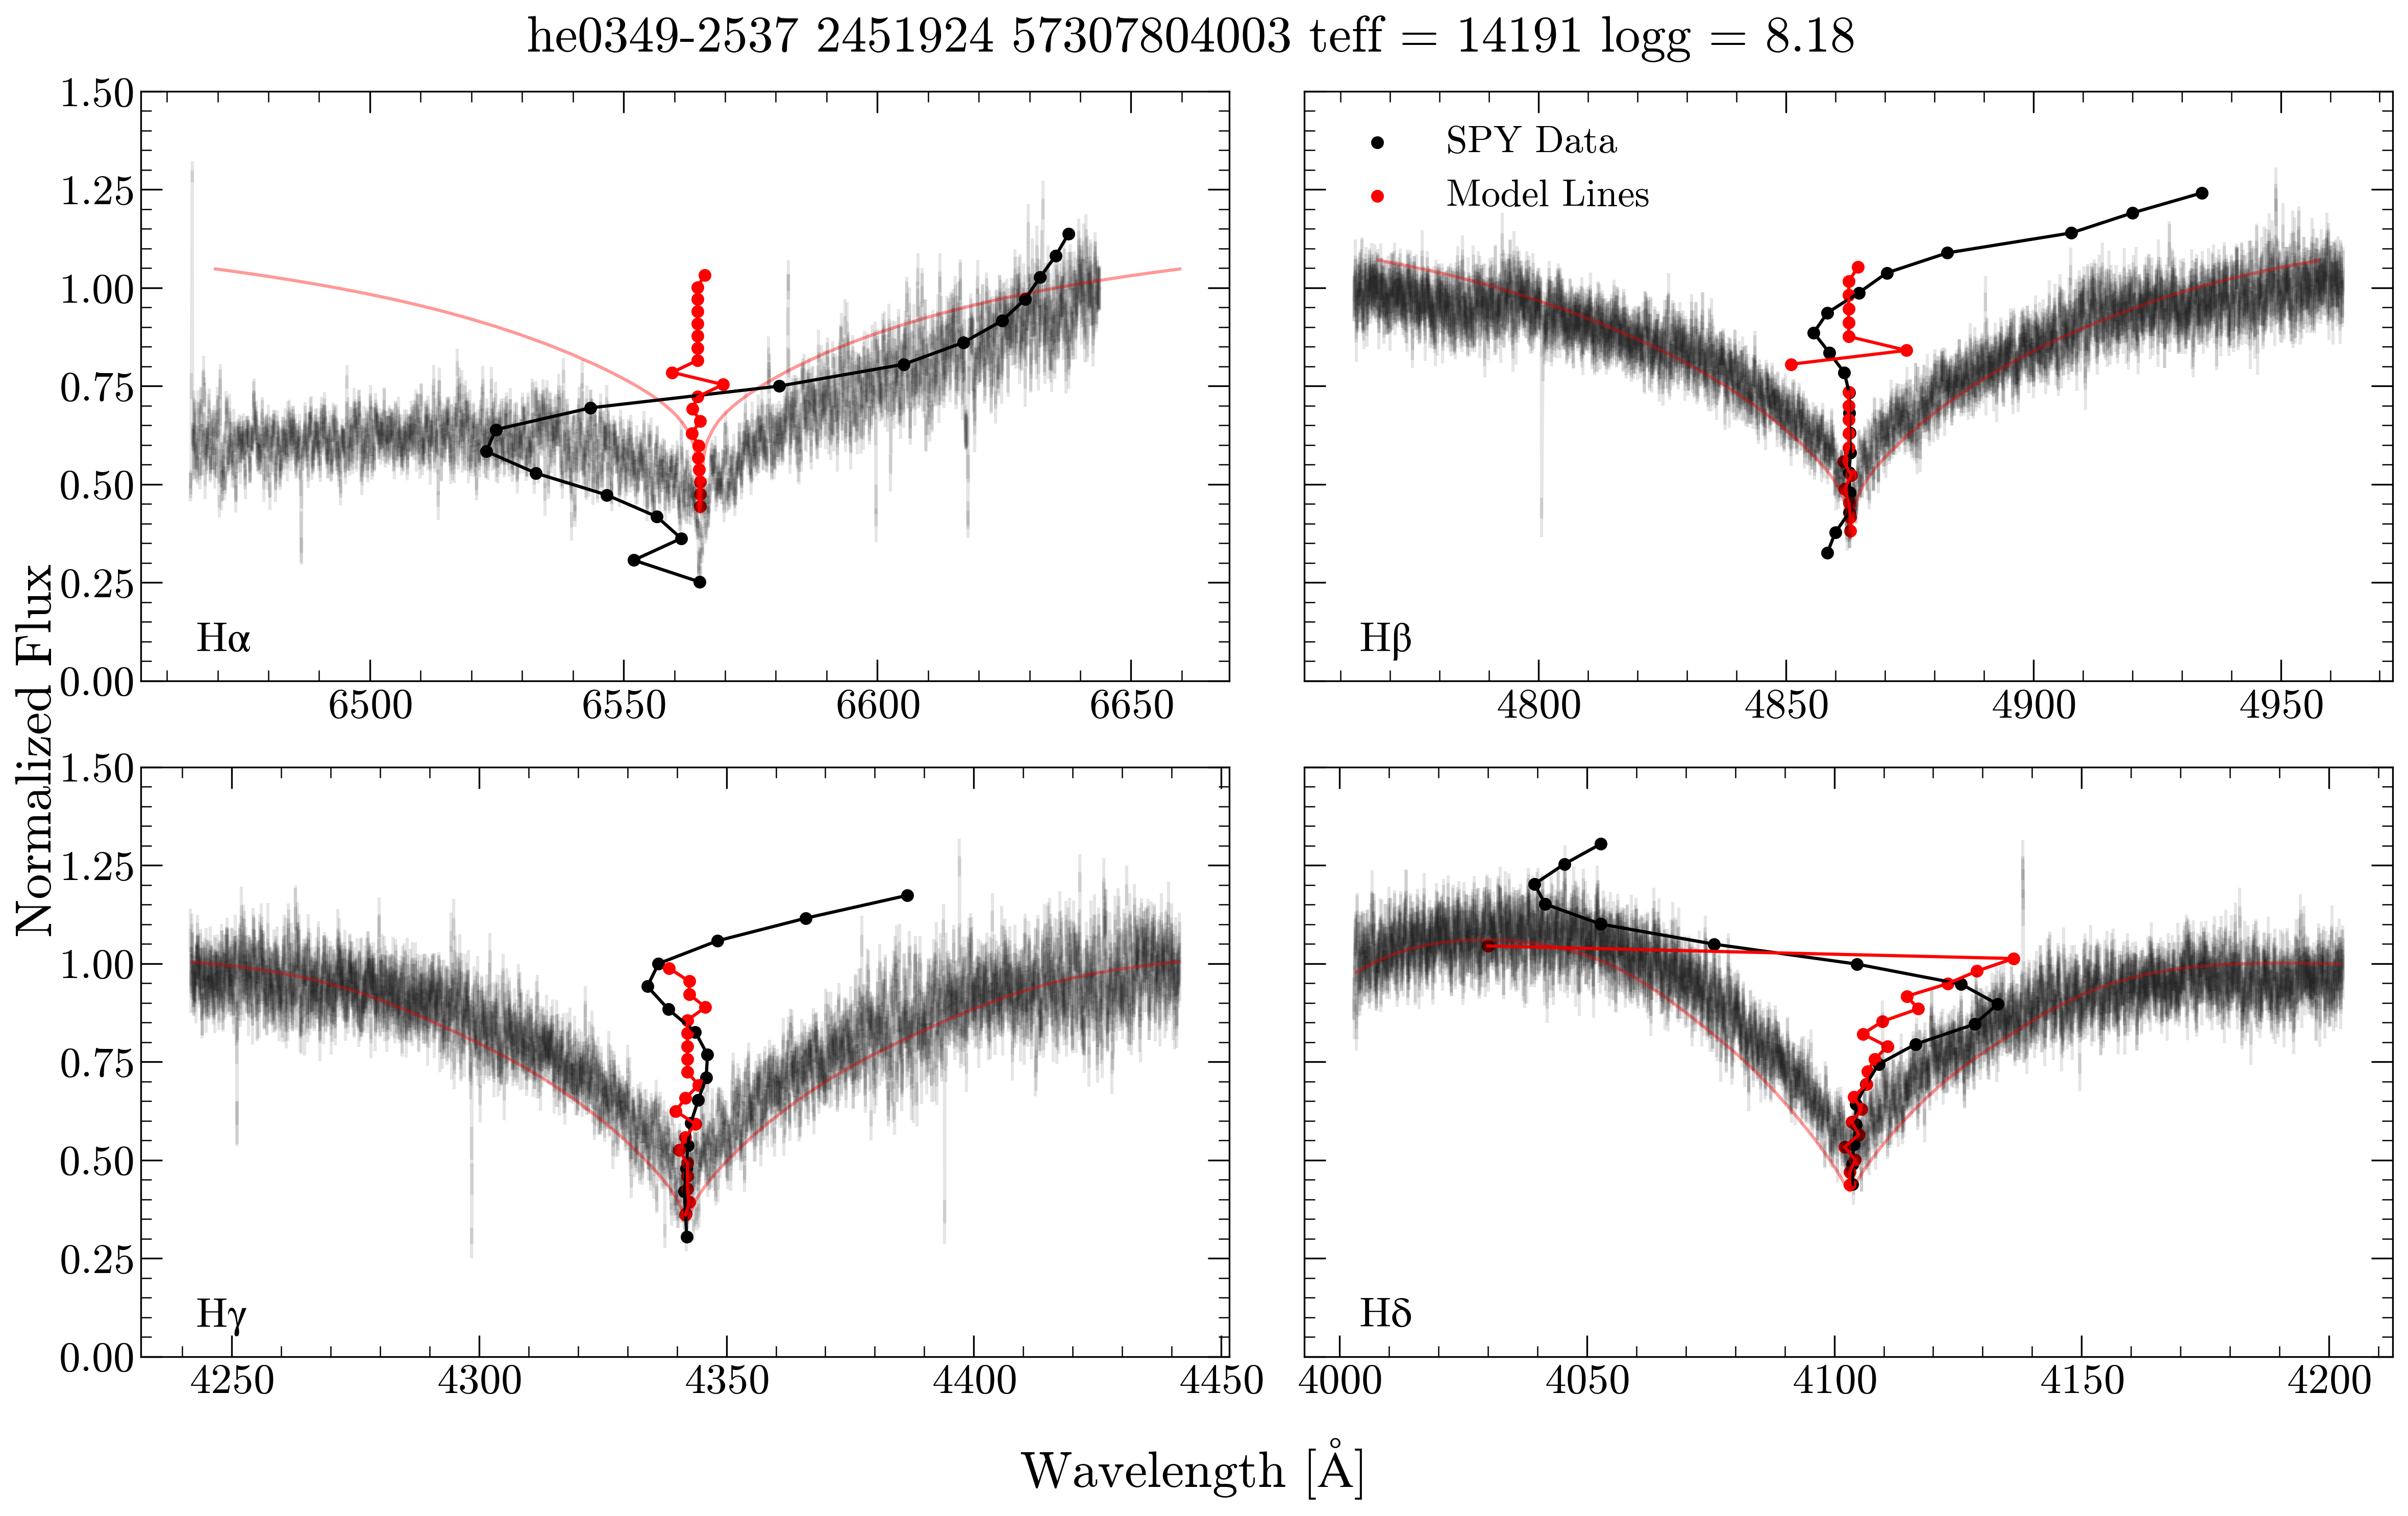 he0349-2537 2451924 57307804003 teff = 14191 logg = 8.18
Normalized Flux
1.50
1.25
1.00
0.75
0.50
0.25
0.00
Hα
6500 6550 6600 6650
SPY Data
Model Lines
Hβ
4800 4850 4900 4950
1.50
1.25
1.00
0.75
0.50
0.25
0.00
Hγ
4250 4300 4350 4400 4450
Hδ
4000 4050 4100 4150 4200
Wavelength [Å]